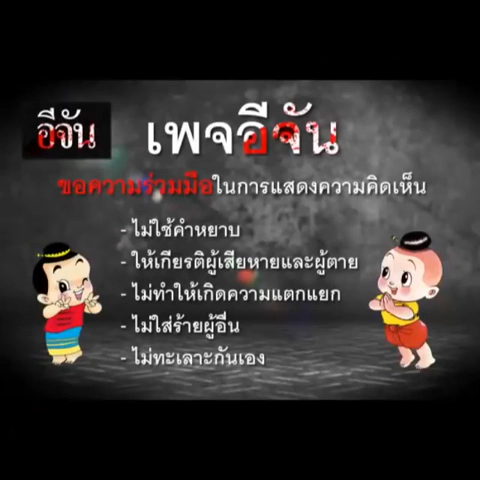 อีจัน
เพจอีจัน
ขอความร่วมมือในการแสดงความคิดเห็น
- ไม่ใช้คำหยาบ
- ให้เกียรติผู้เสียหายและผู้ตาย
- ไม่ทำให้เกิดความแตกแยก
- ไม่ใส่ร้ายผู้อื่น
- ไม่ทะเลาะกันเอง